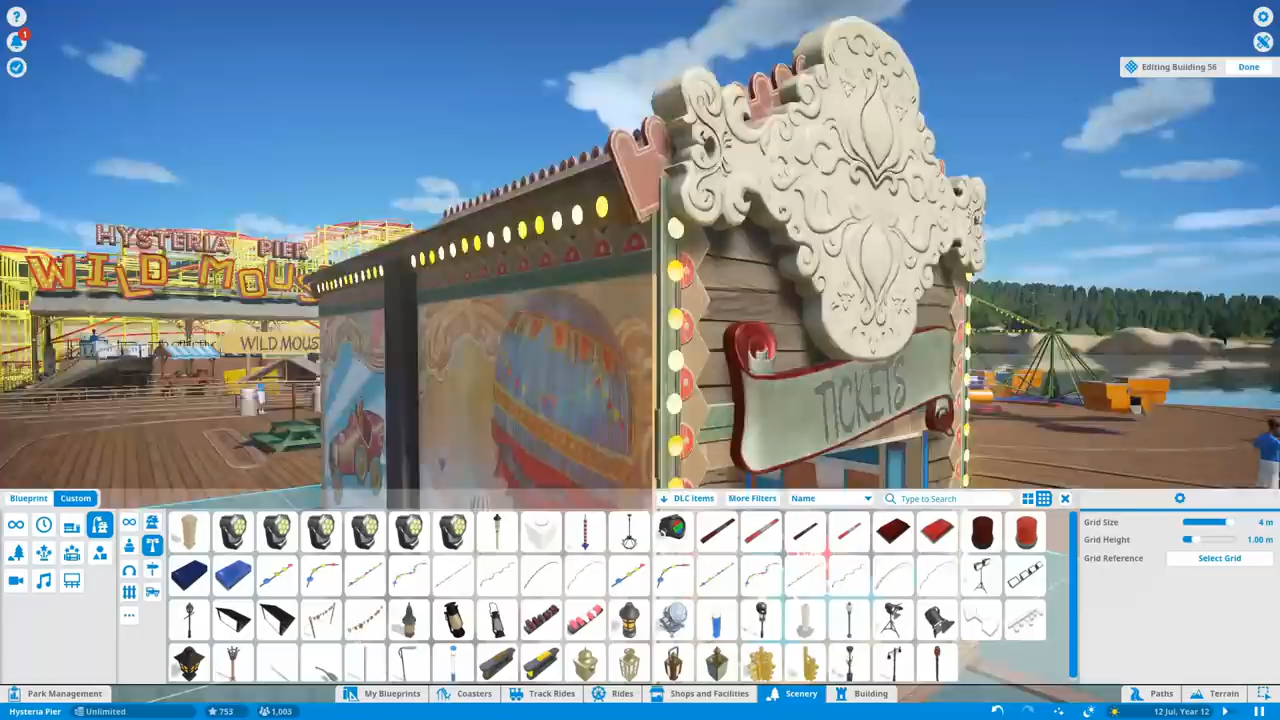 ?
1
Editing Building 56 Done
HYSTERIA PIER
WILD MOUS
WILD MOUS
TICKETS
Blueprint Custom
DLC items More Filters Name Type to Search
Grid Size 4 m
Grid Height 1.00 m
Grid Reference Select Grid
Park Management My Blueprints Coasters Track Rides Rides Shops and Facilities Scenery Building Paths Terrain
Hysteria Pier Unlimited 753 1,003 12 Jul, Year 12